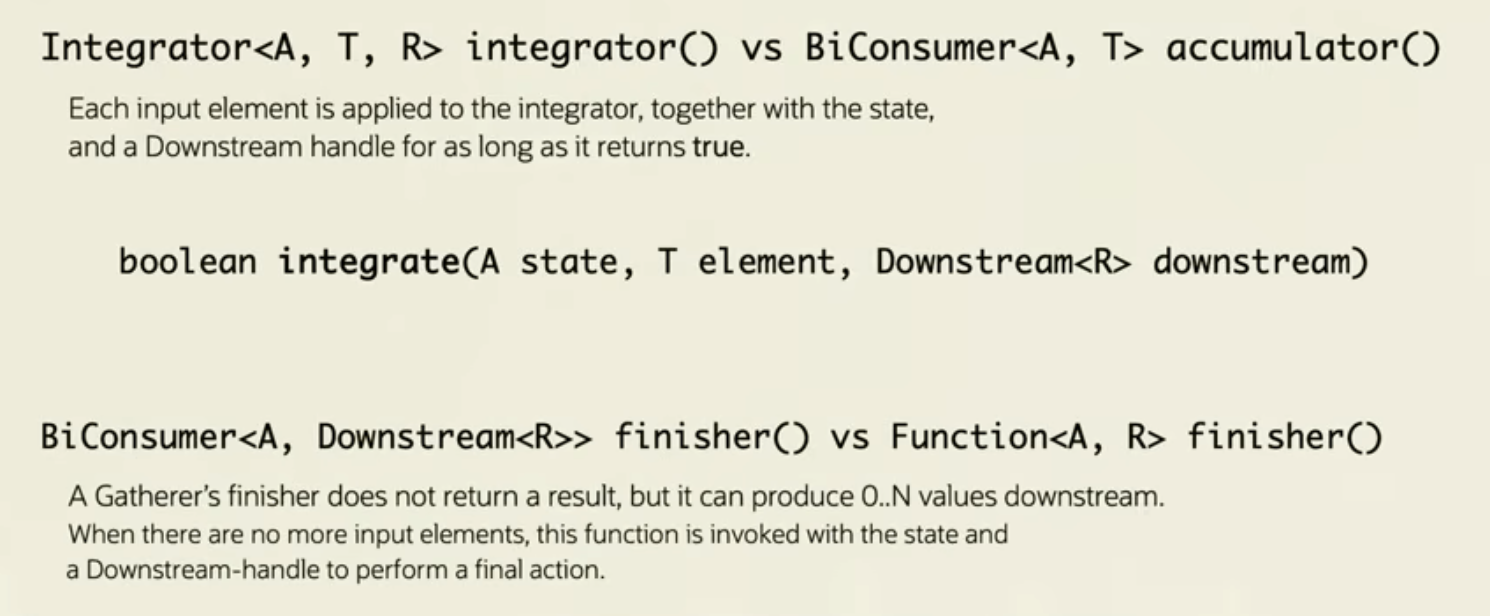 Integrator<A, T, R> integrator() vs BiConsumer<A, T> accumulator()
Each input element is applied to the integrator, together with the state,
and a Downstream handle for as long as it returns true.
boolean integrate(A state, T element, Downstream<R> downstream)
BiConsumer<A, Downstream<R>> finisher() vs Function<A, R> finisher()
A Gatherer’s finisher does not return a result, but it can produce 0..N values downstream.
When there are no more input elements, this function is invoked with the state and
a Downstream-handle to perform a final action.